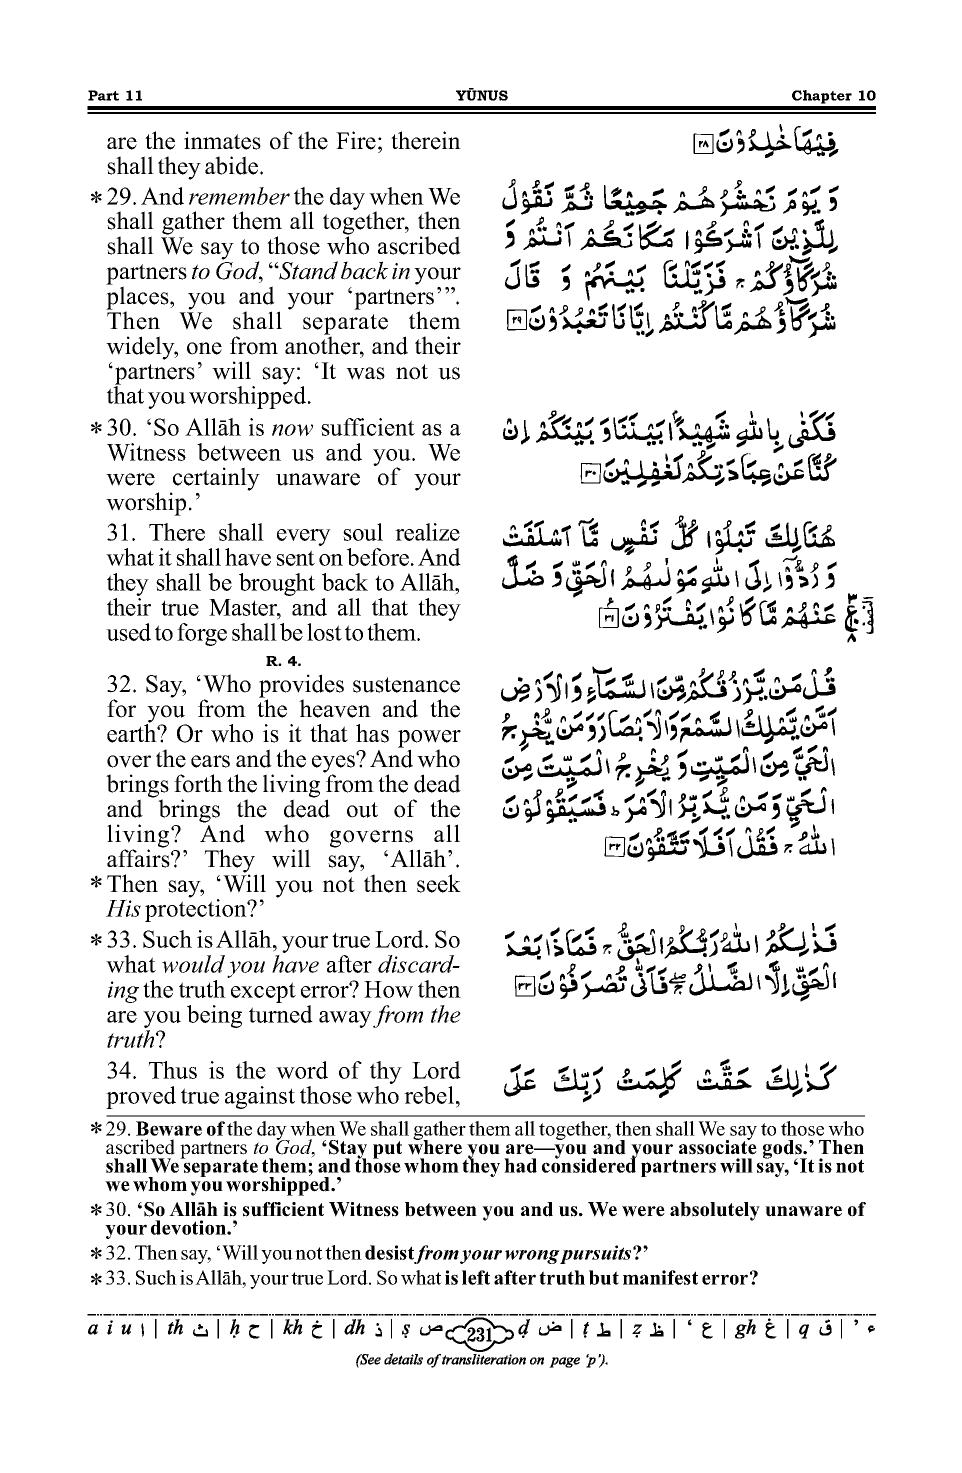 Part 11 YŪNUS Chapter 10
are the inmates of the Fire; therein
shall they abide.
* 29. And remember the day when We
shall gather them all together, then
shall We say to those who ascribed
partners to God, “Stand back in your
places, you and your ‘partners’”.
Then We shall separate them
widely, one from another, and their
‘partners’ will say: ‘It was not us
that you worshipped.
* 30. ‘So Allāh is now sufficient as a
Witness between us and you. We
were certainly unaware of your
worship.’
31. There shall every soul realize
what it shall have sent on before. And
they shall be brought back to Allāh,
their true Master, and all that they
used to forge shall be lost to them.
R. 4.
32. Say, ‘Who provides sustenance
for you from the heaven and the
earth? Or who is it that has power
over the ears and the eyes? And who
brings forth the living from the dead
and brings the dead out of the
living? And who governs all
affairs?’ They will say, ‘Allāh’.
* Then say, ‘Will you not then seek
His protection?’
* 33. Such is Allāh, your true Lord. So
what would you have after discard-
ing the truth except error? How then
are you being turned away from the
truth?
34. Thus is the word of thy Lord
proved true against those who rebel,
فِيْهَا خٰلِدُوْنَ ۲۸
وَ يَوْمَ نَحْشُرُهُمْ جَمِيْعًا ثُمَّ نَقُوْلُ
لِلَّذِيْنَ اَشْرَكُوْا مَكَانَكُمْ اَنْتُمْ وَ
شُرَكَآؤُكُمْ ۚ فَزَيَّلْنَا بَيْنَهُمْ وَ قَالَ
شُرَكَآؤُهُمْ مَّا كُنْتُمْ اِيَّانَا تَعْبُدُوْنَ ۲۹
فَكَفٰى بِاللّٰهِ شَهِيْدًۢا بَيْنَنَا وَ بَيْنَكُمْ اِنْ
كُنَّا عَنْ عِبَادَتِكُمْ لَغٰفِلِيْنَ ۳۰
هُنَالِكَ تَبْلُوْا كُلُّ نَفْسٍ مَّآ اَسْلَفَتْ
وَ رُدُّوْٓا اِلَى اللّٰهِ مَوْلٰىهُمُ الْحَقِّ وَ ضَلَّ
عَنْهُمْ مَّا كَانُوْا يَفْتَرُوْنَ ۳۱
قُلْ مَنْ يَّرْزُقُكُمْ مِّنَ السَّمَآءِ وَ الْاَرْضِ
اَمَّنْ يَّمْلِكُ السَّمْعَ وَ الْاَبْصَارَ وَ مَنْ يُّخْرِجُ
الْحَيَّ مِنَ الْمَيِّتِ وَ يُخْرِجُ الْمَيِّتَ مِنَ
الْحَيِّ وَ مَنْ يُّدَبِّرُ الْاَمْرَ ؕ فَسَيَقُوْلُوْنَ
اللّٰهُ ۚ فَقُلْ اَفَلَا تَتَّقُوْنَ ۳۲
فَذٰلِكُمُ اللّٰهُ رَبُّكُمُ الْحَقُّ ۚ فَمَاذَا بَعْدَ
الْحَقِّ اِلَّا الضَّلٰلُ ۖۚ فَاَنّٰى تُصْرَفُوْنَ ۳۳
كَذٰلِكَ حَقَّتْ كَلِمَتُ رَبِّكَ عَلَى
* 29. Beware of the day when We shall gather them all together, then shall We say to those who
ascribed partners to God, ‘Stay put where you are—you and your associate gods.’ Then
shall We separate them; and those whom they had considered partners will say, ‘It is not
we whom you worshipped.’
* 30. ‘So Allāh is sufficient Witness between you and us. We were absolutely unaware of
your devotion.’
* 32. Then say, ‘Will you not then desist from your wrong pursuits?’
* 33. Such is Allāh, your true Lord. So what is left after truth but manifest error?
a i u ا | th ث | ḥ ح | kh خ | dh ذ | ṣ ص 231 ḍ ض | ṭ ط | ẓ ظ | ‘ ع | gh غ | q ق | ’ ء
(See details of transliteration on page ‘p’).